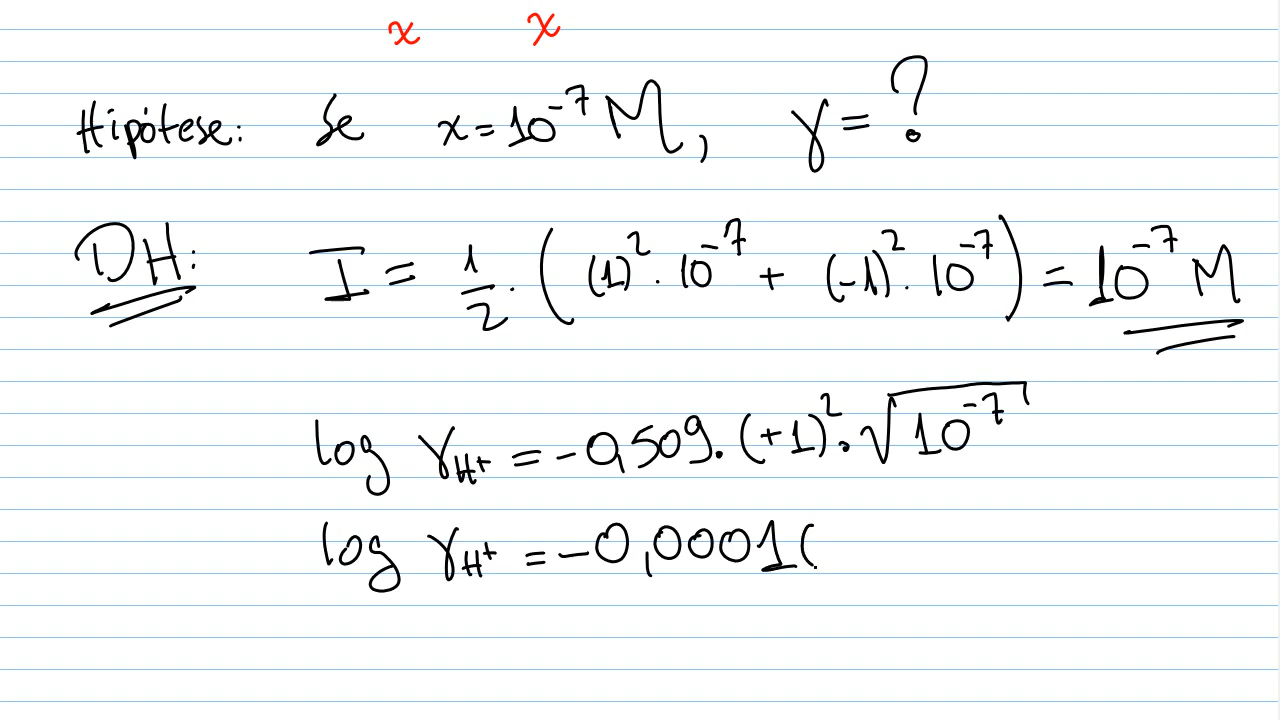 x x
Hipótese: Se x = 10⁻⁷ M, γ = ?
DH: I = 1/2 · ((1)² · 10⁻⁷ + (-1)² · 10⁻⁷) = 10⁻⁷ M
log γH⁺ = -0,509 · (+1)² · √10⁻⁷
log γH⁺ = -0,0001(